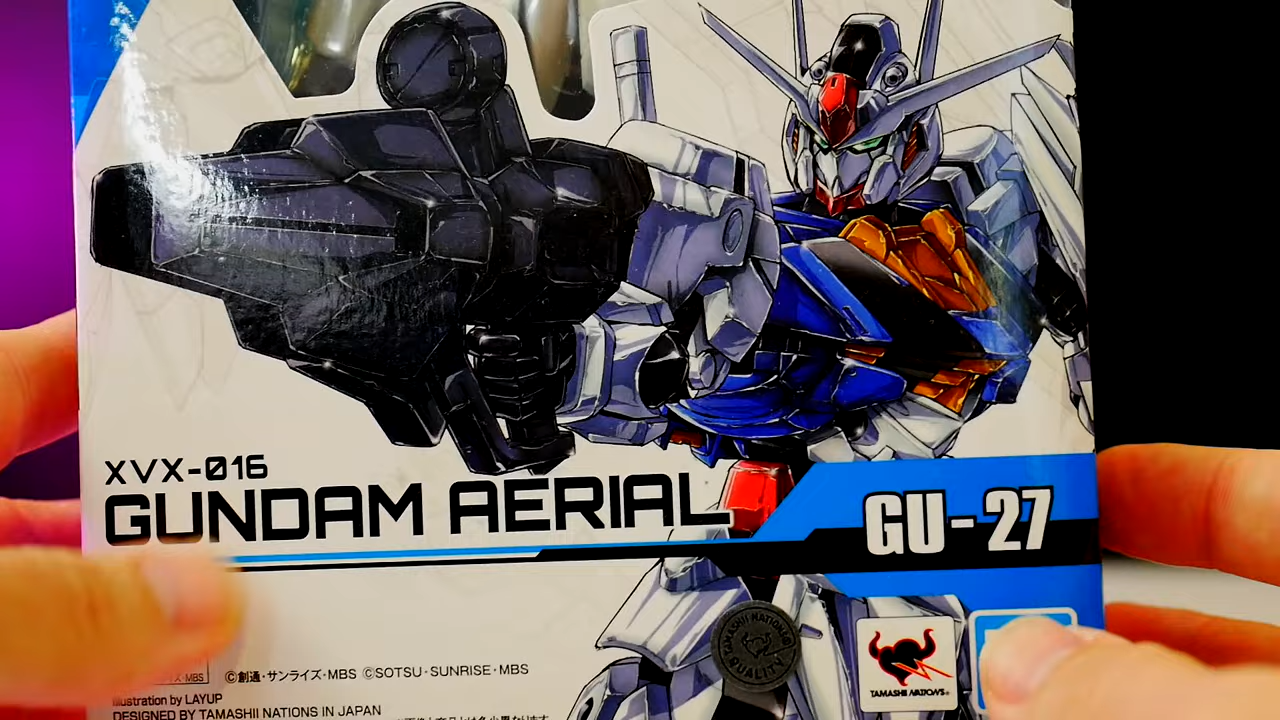 XVX-016
GUNDAM AERIAL
GU-27
TAMASHII NATIONS
QUALITY
TAMASHII NATIONS
©創通・サンライズ・MBS ©SOTSU・SUNRISE・MBS
Illustration by LAYUP
DESIGNED BY TAMASHII NATIONS IN JAPAN